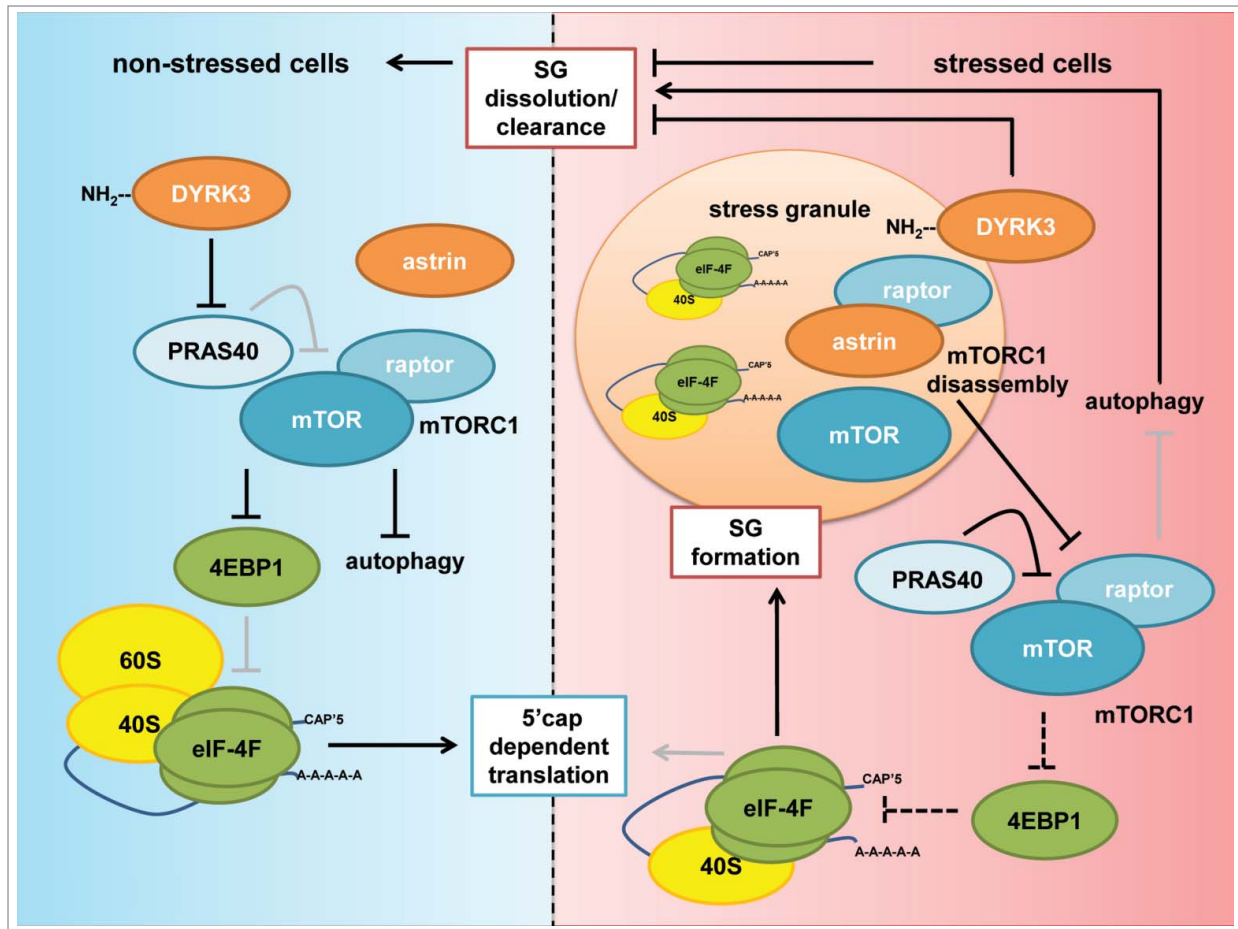 non-stressed cells
SG
dissolution/
clearance
stressed cells
NH2-- DYRK3
astrin
PRAS40
raptor
mTOR
mTORC1
4EBP1
autophagy
60S
40S
eIF-4F
CAP'5
A-A-A-A-A
5'cap
dependent
translation
stress granule
NH2-- DYRK3
CAP'5
eIF-4F
A-A-A-A-A
40S
raptor
astrin
CAP'5
eIF-4F
A-A-A-A-A
40S
mTORC1
disassembly
mTOR
autophagy
SG
formation
PRAS40
raptor
mTOR
mTORC1
CAP'5
eIF-4F
4EBP1
A-A-A-A-A
40S